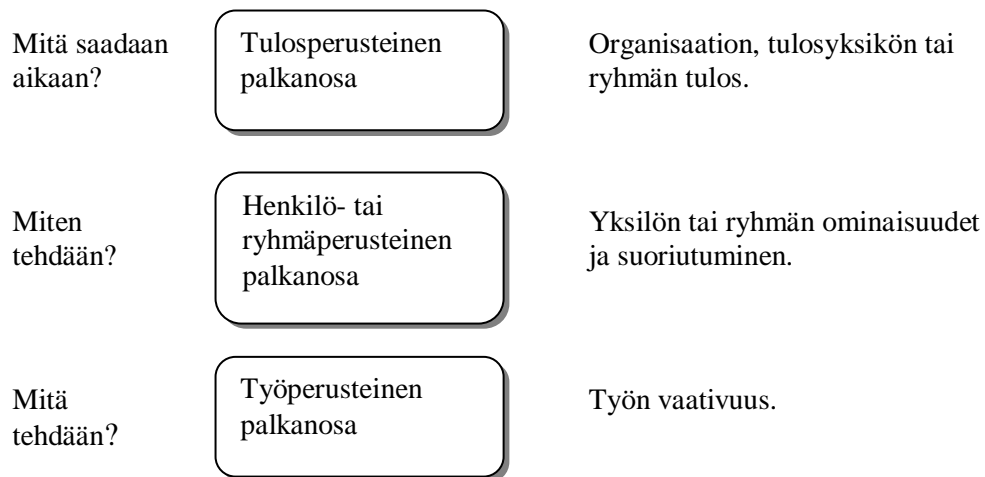 Mitä saadaan
aikaan?
Tulosperusteinen
palkanosa
Organisaation, tulosyksikön tai
ryhmän tulos.
Miten
tehdään?
Henkilö- tai
ryhmäperusteinen
palkanosa
Yksilön tai ryhmän ominaisuudet
ja suoriutuminen.
Mitä
tehdään?
Työperusteinen
palkanosa
Työn vaativuus.